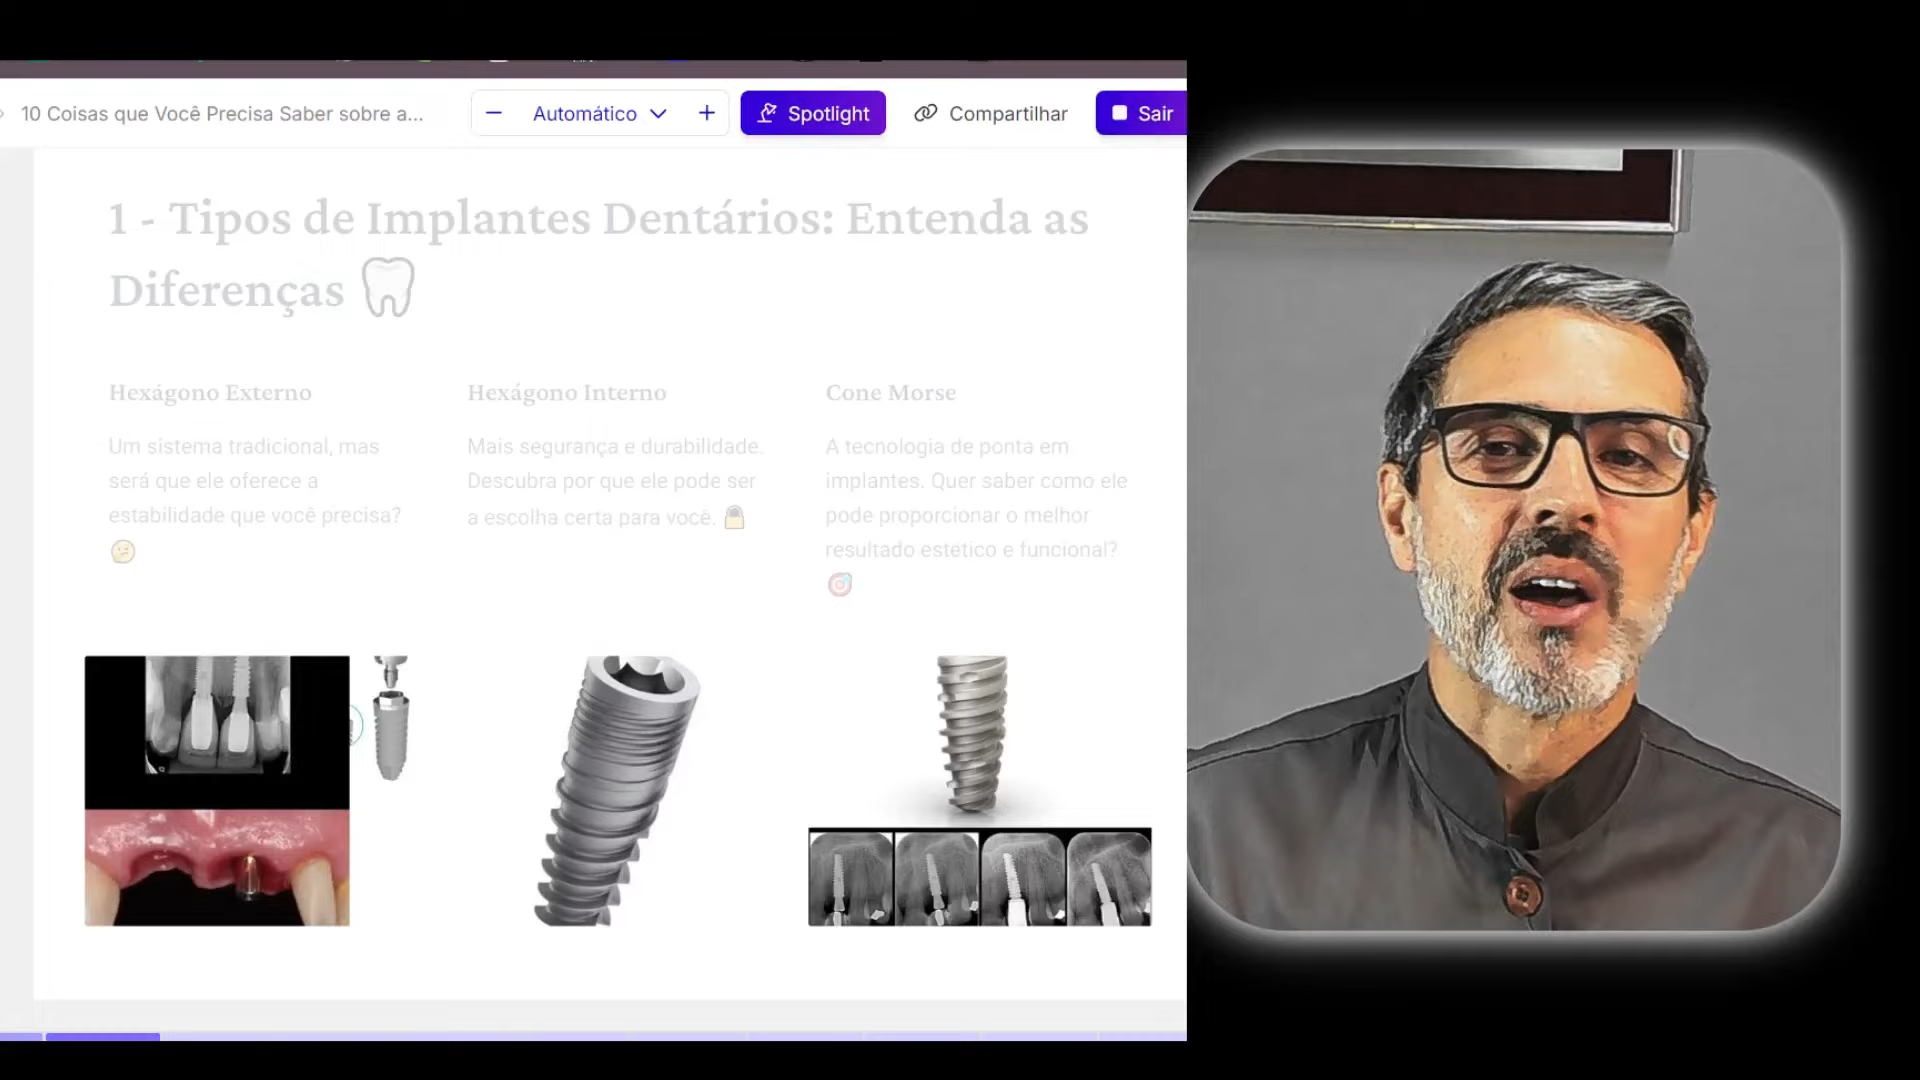 10 Coisas que Você Precisa Saber sobre a...
Automático
Spotlight
Compartilhar
Sair
1 - Tipos de Implantes Dentários: Entenda as
Diferenças
Hexágono Externo
Um sistema tradicional, mas
será que ele oferece a
estabilidade que você precisa?
Hexágono Interno
Mais segurança e durabilidade.
Descubra por que ele pode ser
a escolha certa para você.
Cone Morse
A tecnologia de ponta em
implantes. Quer saber como ele
pode proporcionar o melhor
resultado estético e funcional?